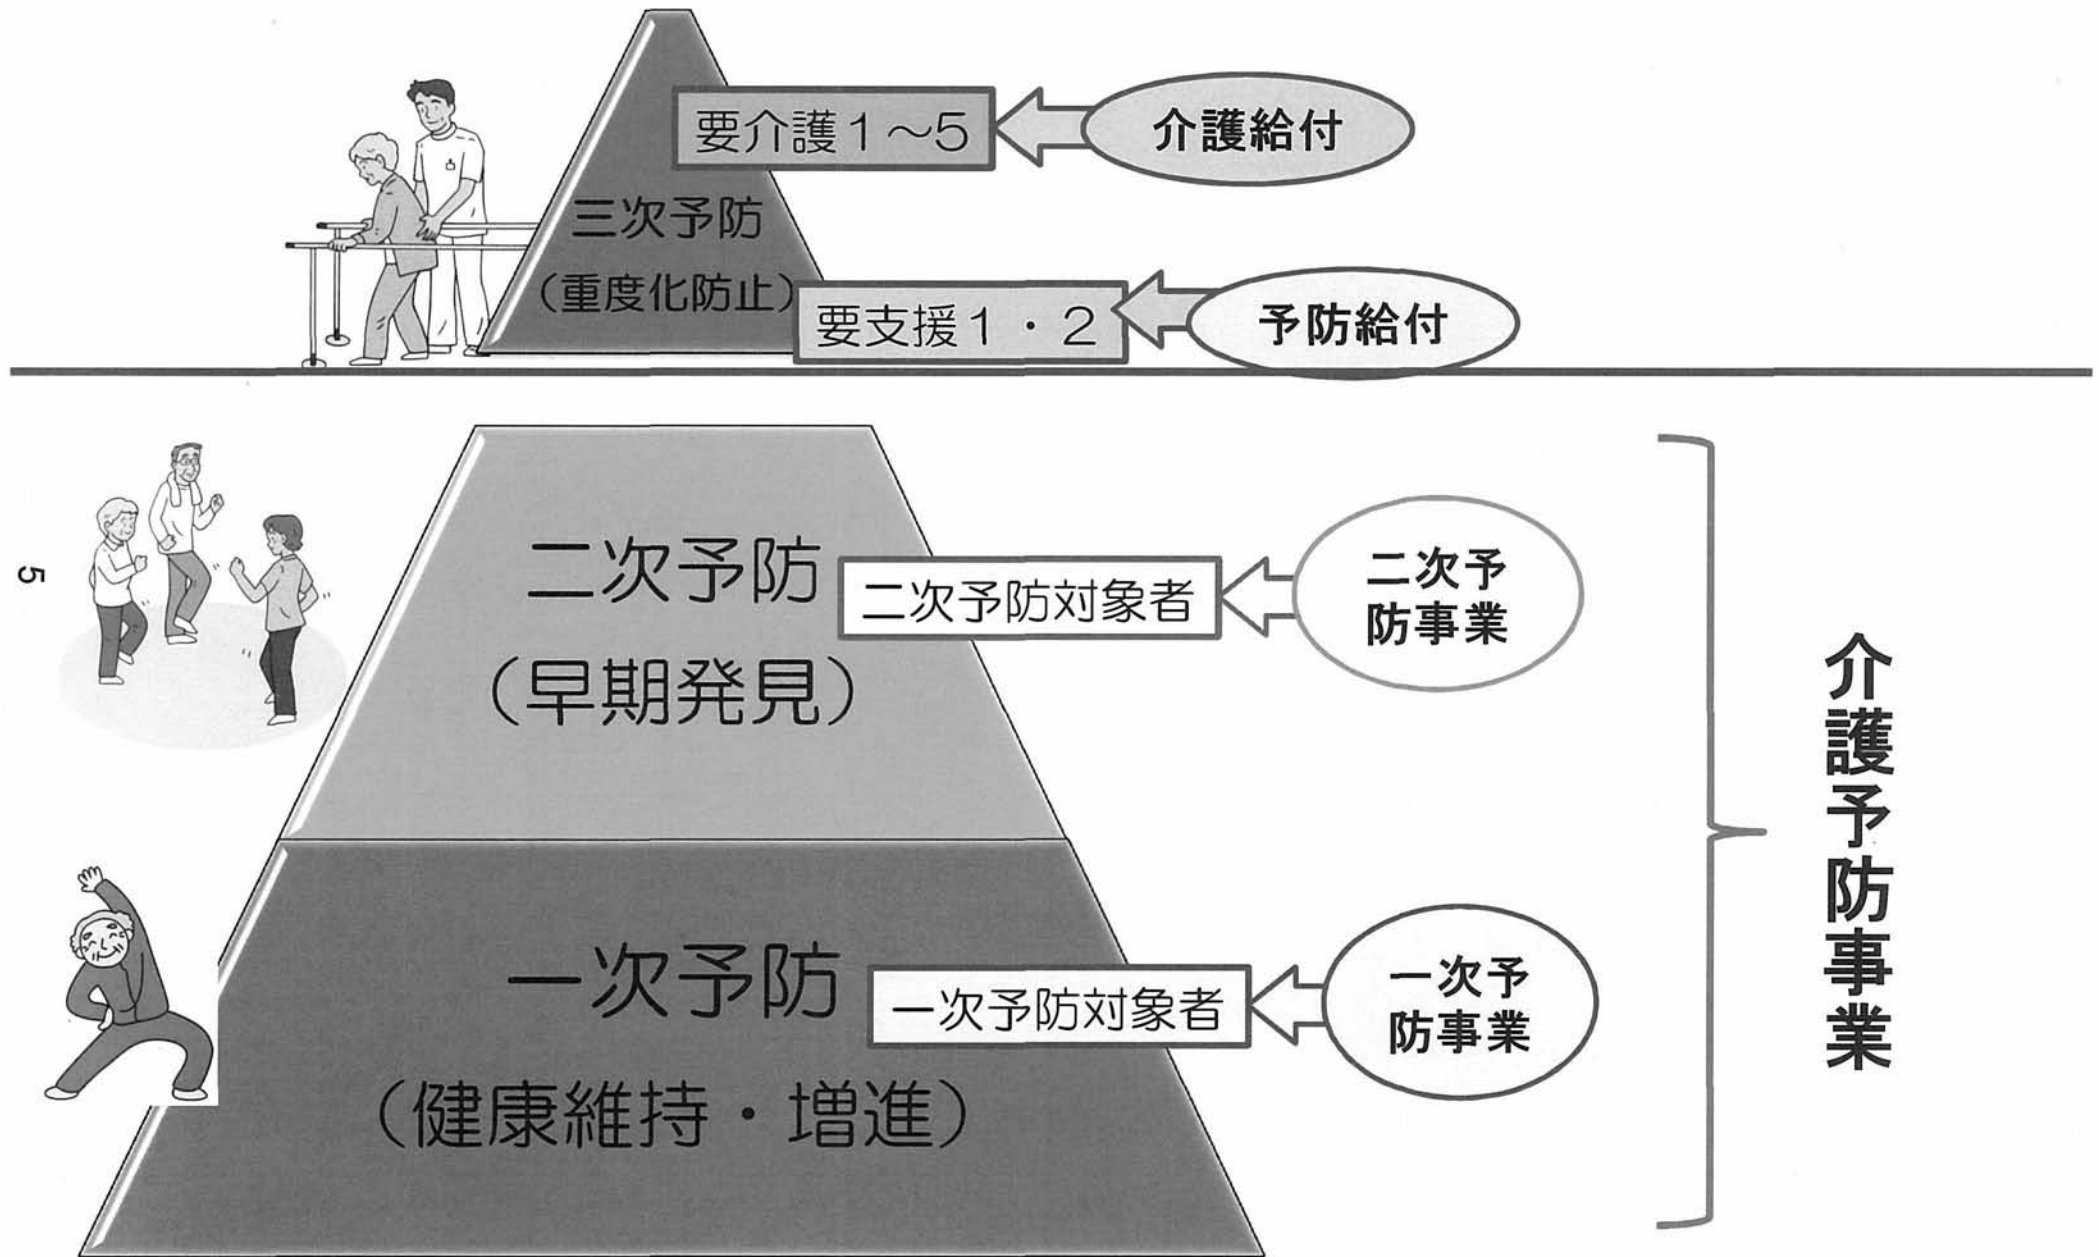 要介護1~5
介護給付
三次予防
(重度化防止)
要支援1・2
予防給付
二次予防
(早期発見)
二次予防対象者
二次予
防事業
一次予防
(健康維持・増進)
一次予防対象者
一次予
防事業
介護予防事業
5